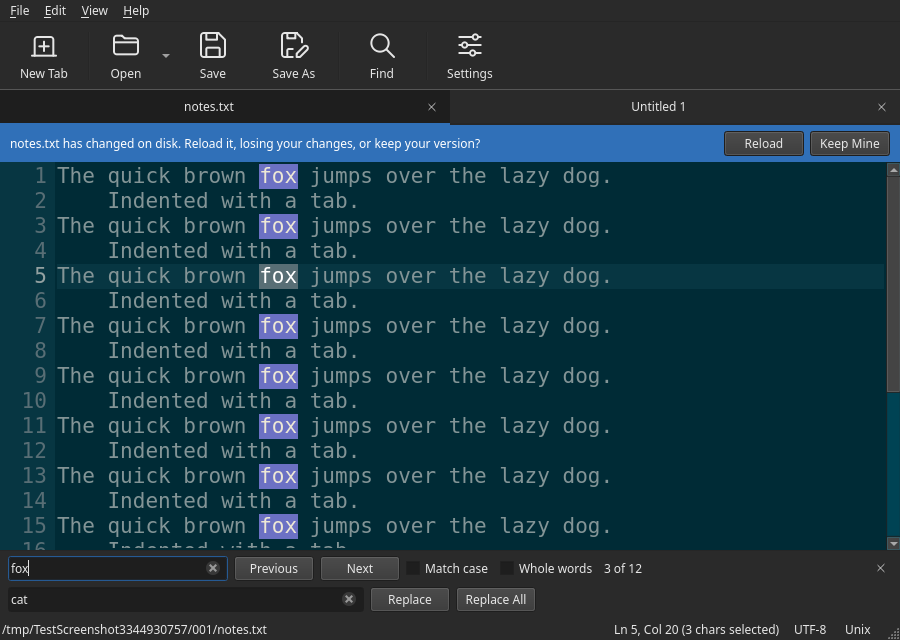 File Edit View Help
New Tab Open Save Save As Find Settings
notes.txt Untitled 1
notes.txt has changed on disk. Reload it, losing your changes, or keep your version? Reload Keep Mine
1 The quick brown fox jumps over the lazy dog.
2 Indented with a tab.
3 The quick brown fox jumps over the lazy dog.
4 Indented with a tab.
5 The quick brown fox jumps over the lazy dog.
6 Indented with a tab.
7 The quick brown fox jumps over the lazy dog.
8 Indented with a tab.
9 The quick brown fox jumps over the lazy dog.
10 Indented with a tab.
11 The quick brown fox jumps over the lazy dog.
12 Indented with a tab.
13 The quick brown fox jumps over the lazy dog.
14 Indented with a tab.
15 The quick brown fox jumps over the lazy dog.
16 Indented with a tab.
fox Previous Next Match case Whole words 3 of 12
cat Replace Replace All
/tmp/TestScreenshot3344930757/001/notes.txt Ln 5, Col 20 (3 chars selected) UTF-8 Unix